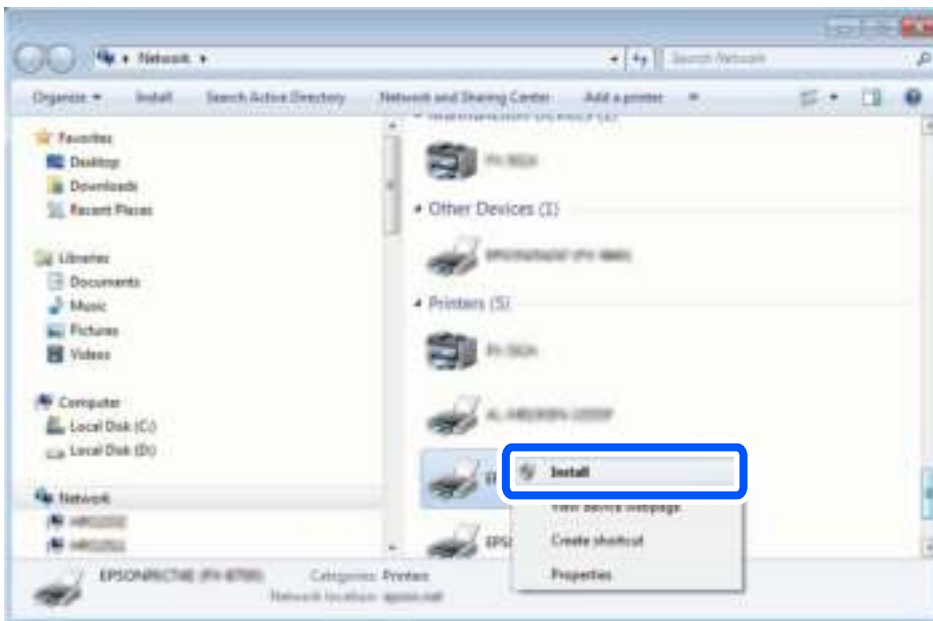 Network
Search Network
Organize
Install
Search Active Directory
Network and Sharing Center
Add a printer
Favorites
Desktop
Downloads
Recent Places
Libraries
Documents
Music
Pictures
Videos
Computer
Local Disk (C:)
Local Disk (D:)
Network
Other Devices (1)
Printers (5)
Install
View device webpage
Create shortcut
Properties
Categories: Printers
Network location: